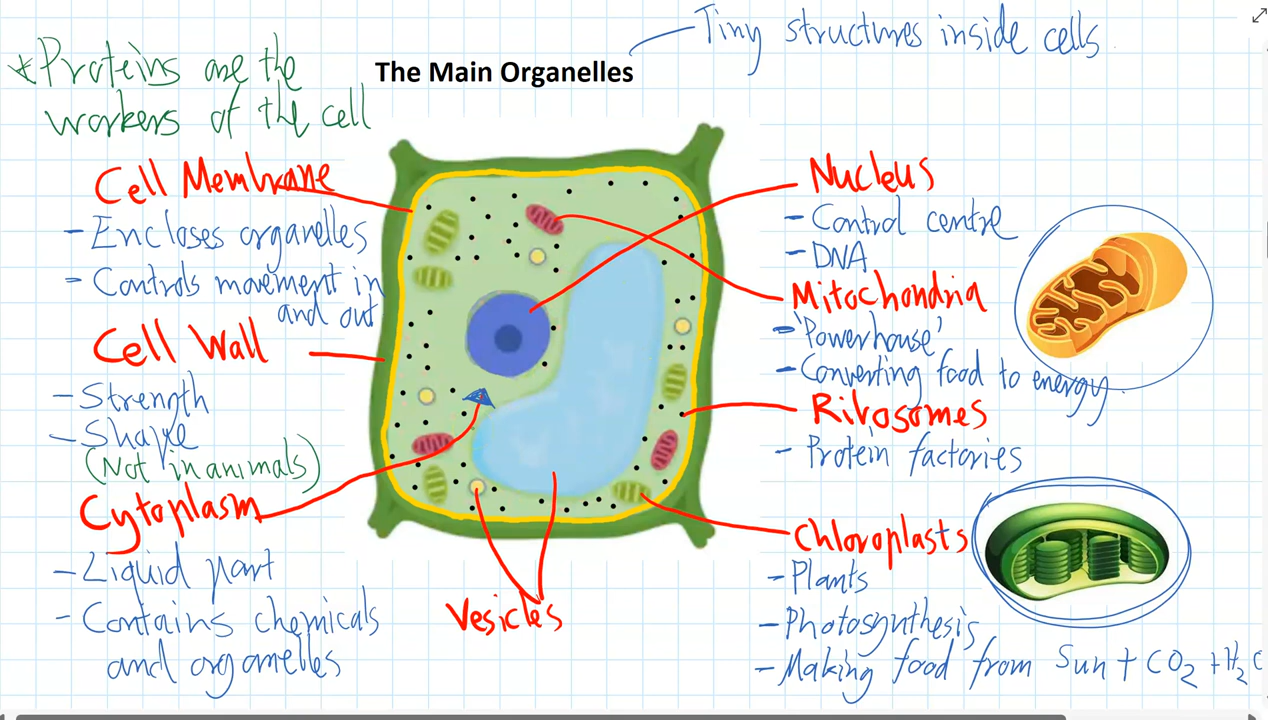 Tiny structures inside cells
The Main Organelles
* Proteins are the
workers of the cell
Cell Membrane
- Encloses organelles
- Controls movement in
and out
Cell Wall
- Strength
- Shape
(Not in animals)
Cytoplasm
- Liquid part
- Contains chemicals
and organelles
Vesicles
Nucleus
- Control centre
- DNA
Mitochondria
- 'Powerhouse'
- Converting food to energy.
Ribosomes
- Protein factories
Chloroplasts
- Plants
- Photosynthesis
- Making food from Sun + CO₂ + H₂O